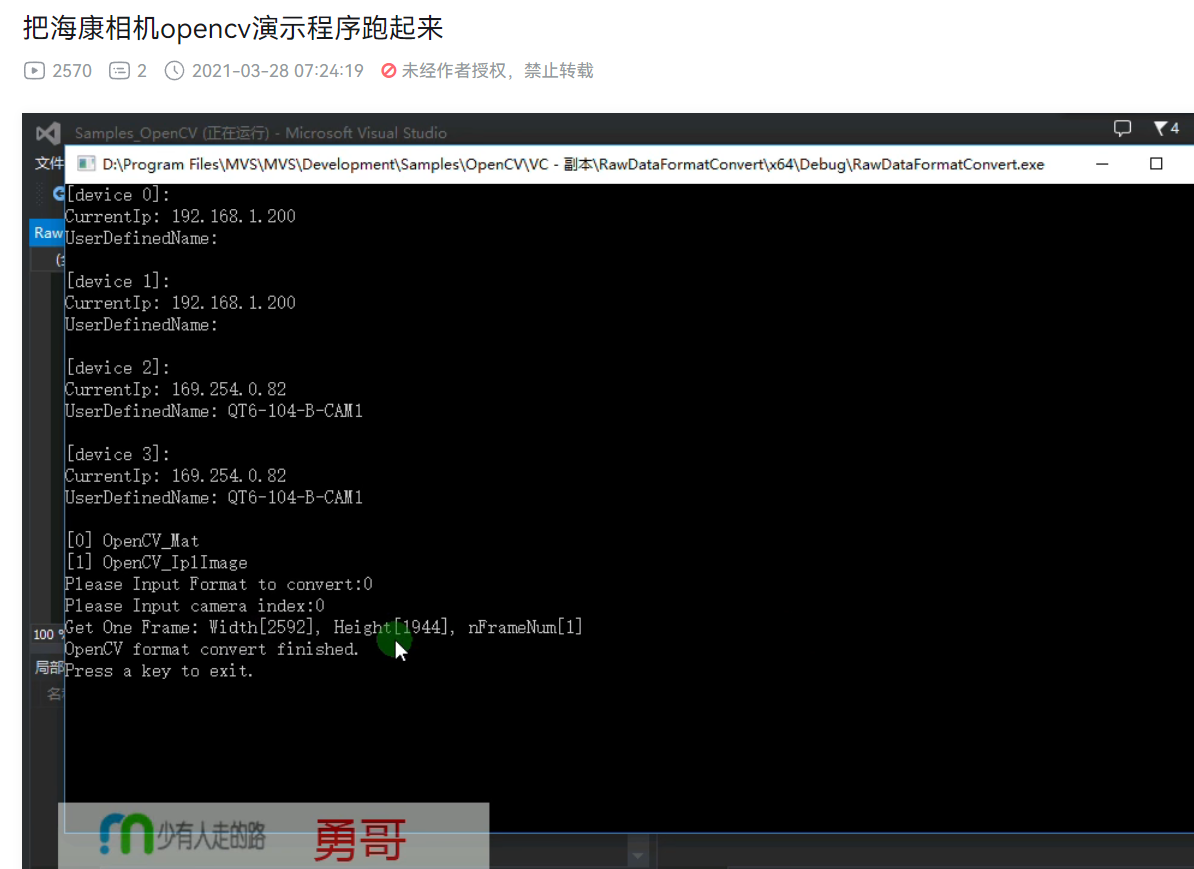 把海康相机opencv演示程序跑起来
2570 2 2021-03-28 07:24:19 未经作者授权，禁止转载
Samples_OpenCV (正在运行) - Microsoft Visual Studio
4
文件
D:\Program Files\MVS\MVS\Development\Samples\OpenCV\VC - 副本\RawDataFormatConvert\x64\Debug\RawDataFormatConvert.exe
[device 0]:
CurrentIp: 192.168.1.200
Raw
UserDefinedName:
[device 1]:
CurrentIp: 192.168.1.200
UserDefinedName:
[device 2]:
CurrentIp: 169.254.0.82
UserDefinedName: QT6-104-B-CAM1
[device 3]:
CurrentIp: 169.254.0.82
UserDefinedName: QT6-104-B-CAM1
[0] OpenCV_Mat
[1] OpenCV_IplImage
Please Input Format to convert:0
Please Input camera index:0
100 %
Get One Frame: Width[2592], Height[1944], nFrameNum[1]
OpenCV format convert finished.
局部
Press a key to exit.
少有人走的路 勇哥